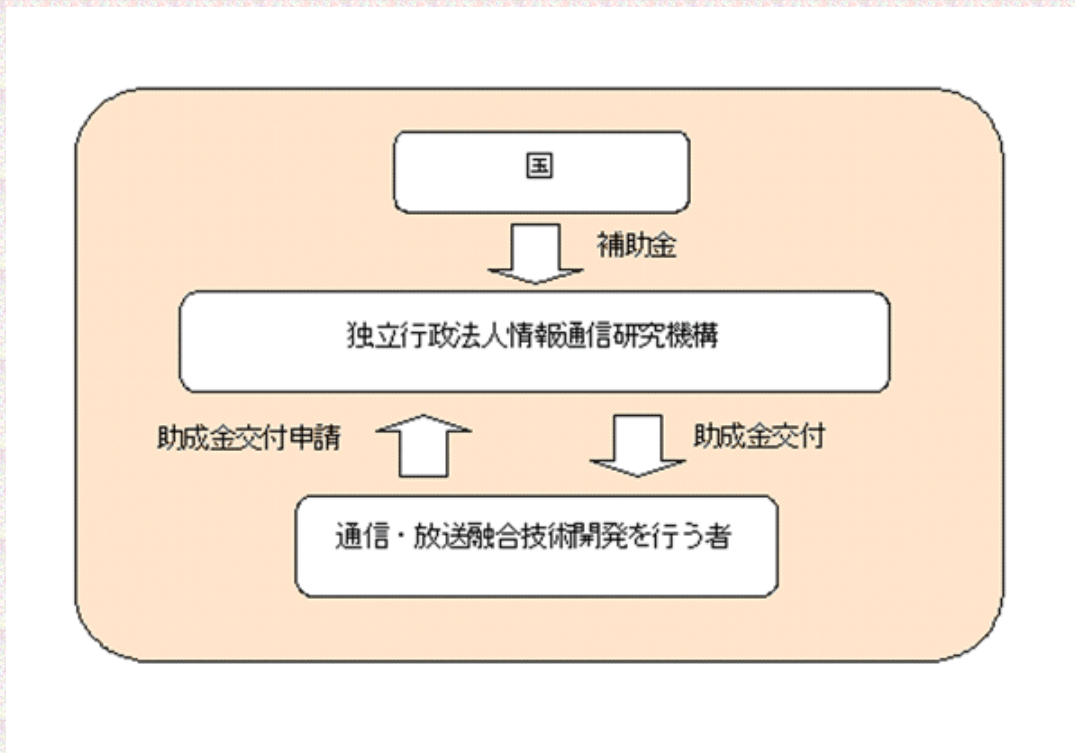 国
補助金
独立行政法人情報通信研究機構
助成金交付申請
助成金交付
通信・放送融合技術開発を行う者